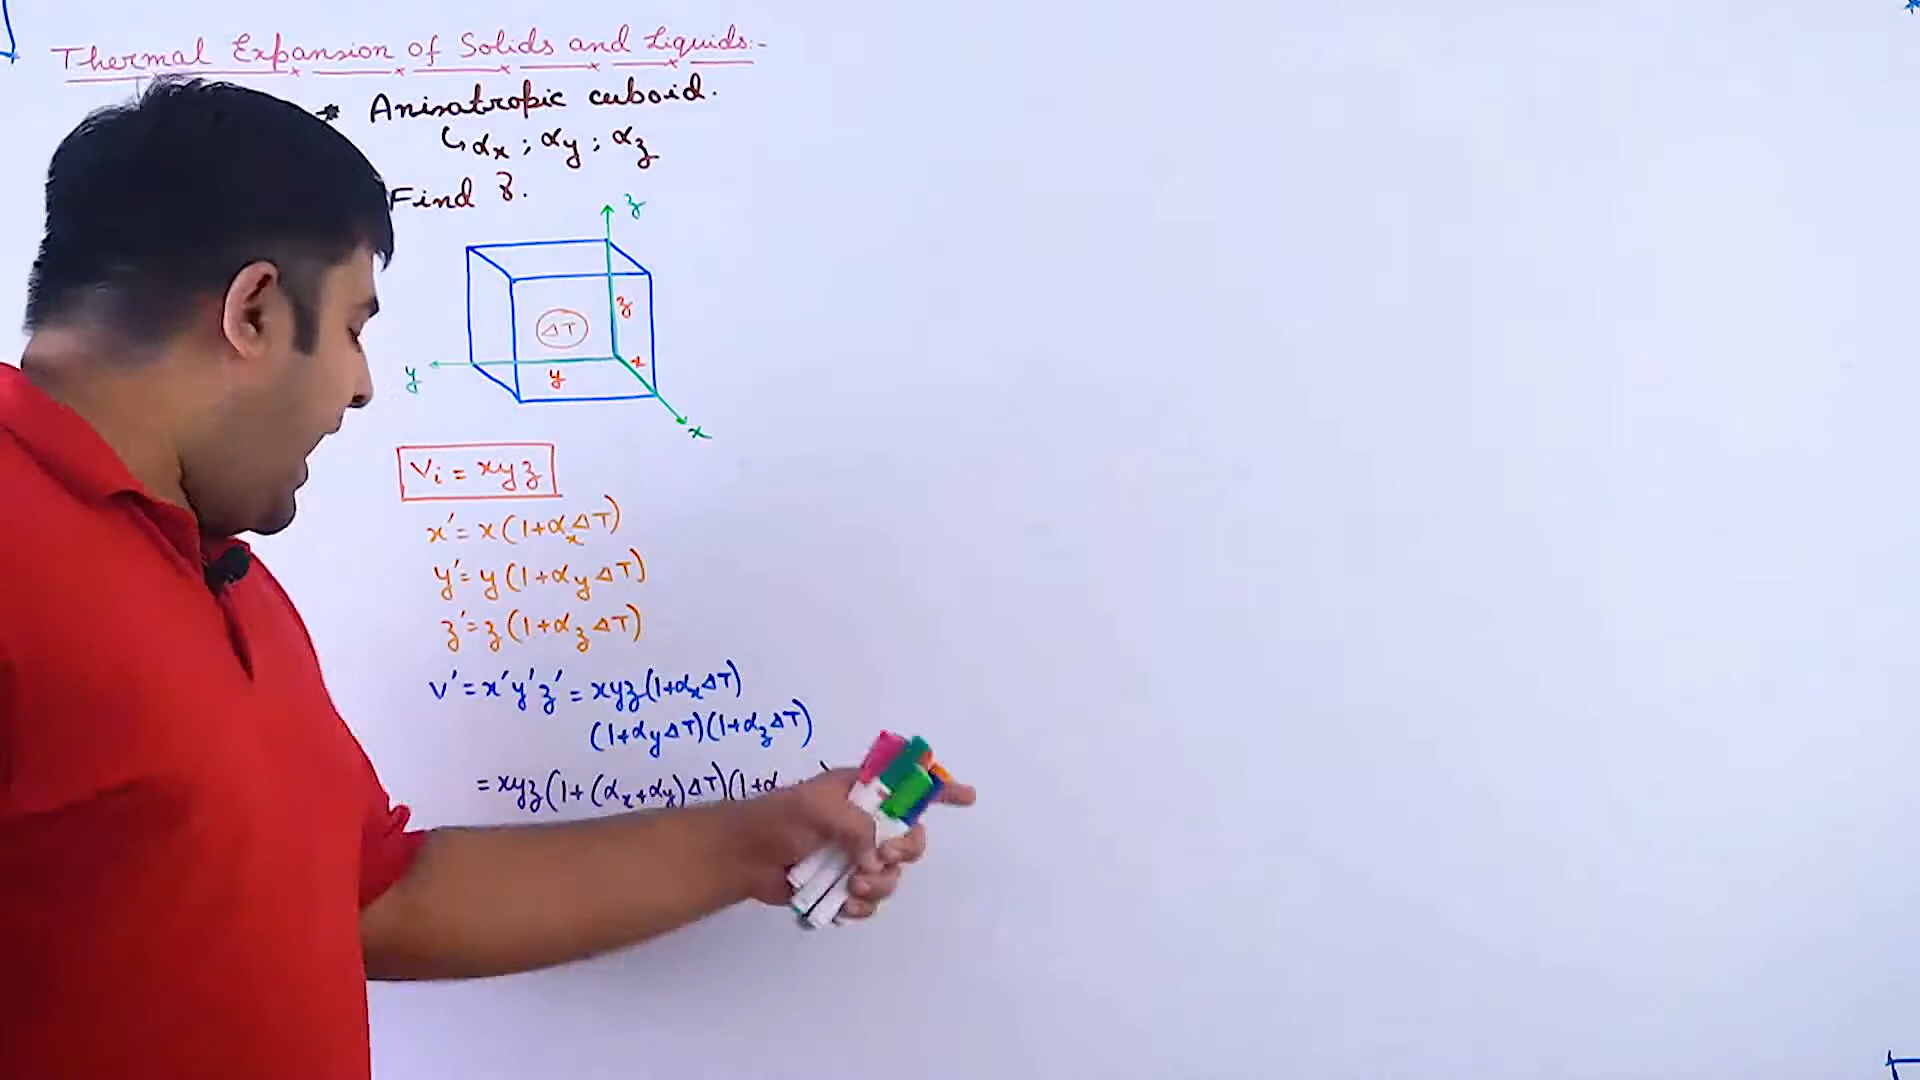 Thermal Expansion of Solids and Liquids:-
* Anisotropic cuboid.
↳ αx ; αy ; αz
Find γ.
z
z
ΔT
x
y
y
x
Vi = xyz
x' = x(1+αxΔT)
y' = y(1+αyΔT)
z' = z(1+αzΔT)
V' = x'y'z' = xyz(1+αxΔT)
(1+αyΔT)(1+αzΔT)
= xyz(1+(αx+αy)ΔT)(1+α